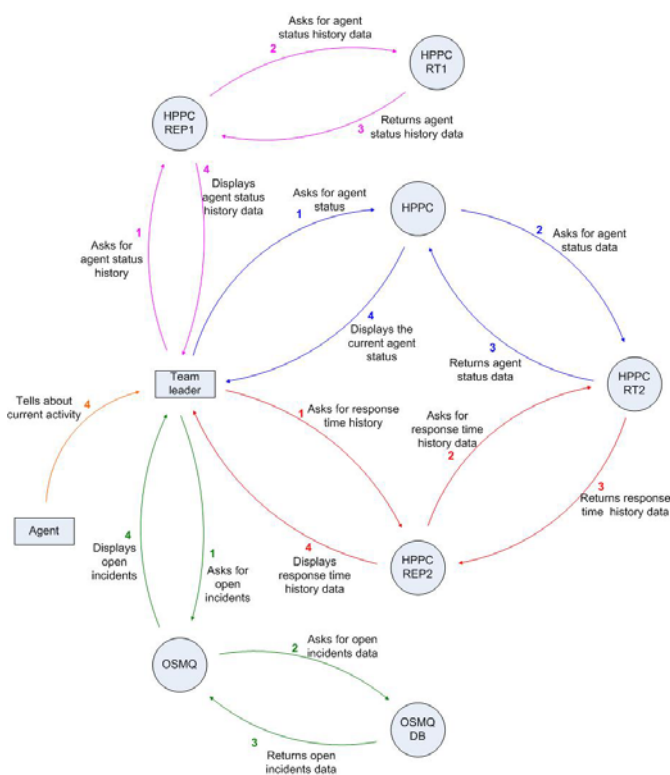 Asks for agent
status history data
2
HPPC
RT1
HPPC
REP1
3
Returns agent
status history data
4
Displays
agent status
history data
1
Asks for
agent status
history
Asks for agent
status
1
HPPC
2
Asks for agent
status data
4
Displays the
current agent
status
3
Returns agent
status data
HPPC
RT2
Team
leader
Tells about
current activity
4
1
Asks for response
time history
Asks for
response time
history data
2
3
Returns response
time history data
Agent
4
Displays
open
incidents
1
Asks for
open
incidents
4
Displays
response time
history data
HPPC
REP2
OSMQ
2
Asks for open
incidents data
OSMQ
DB
3
Returns open
incidents data